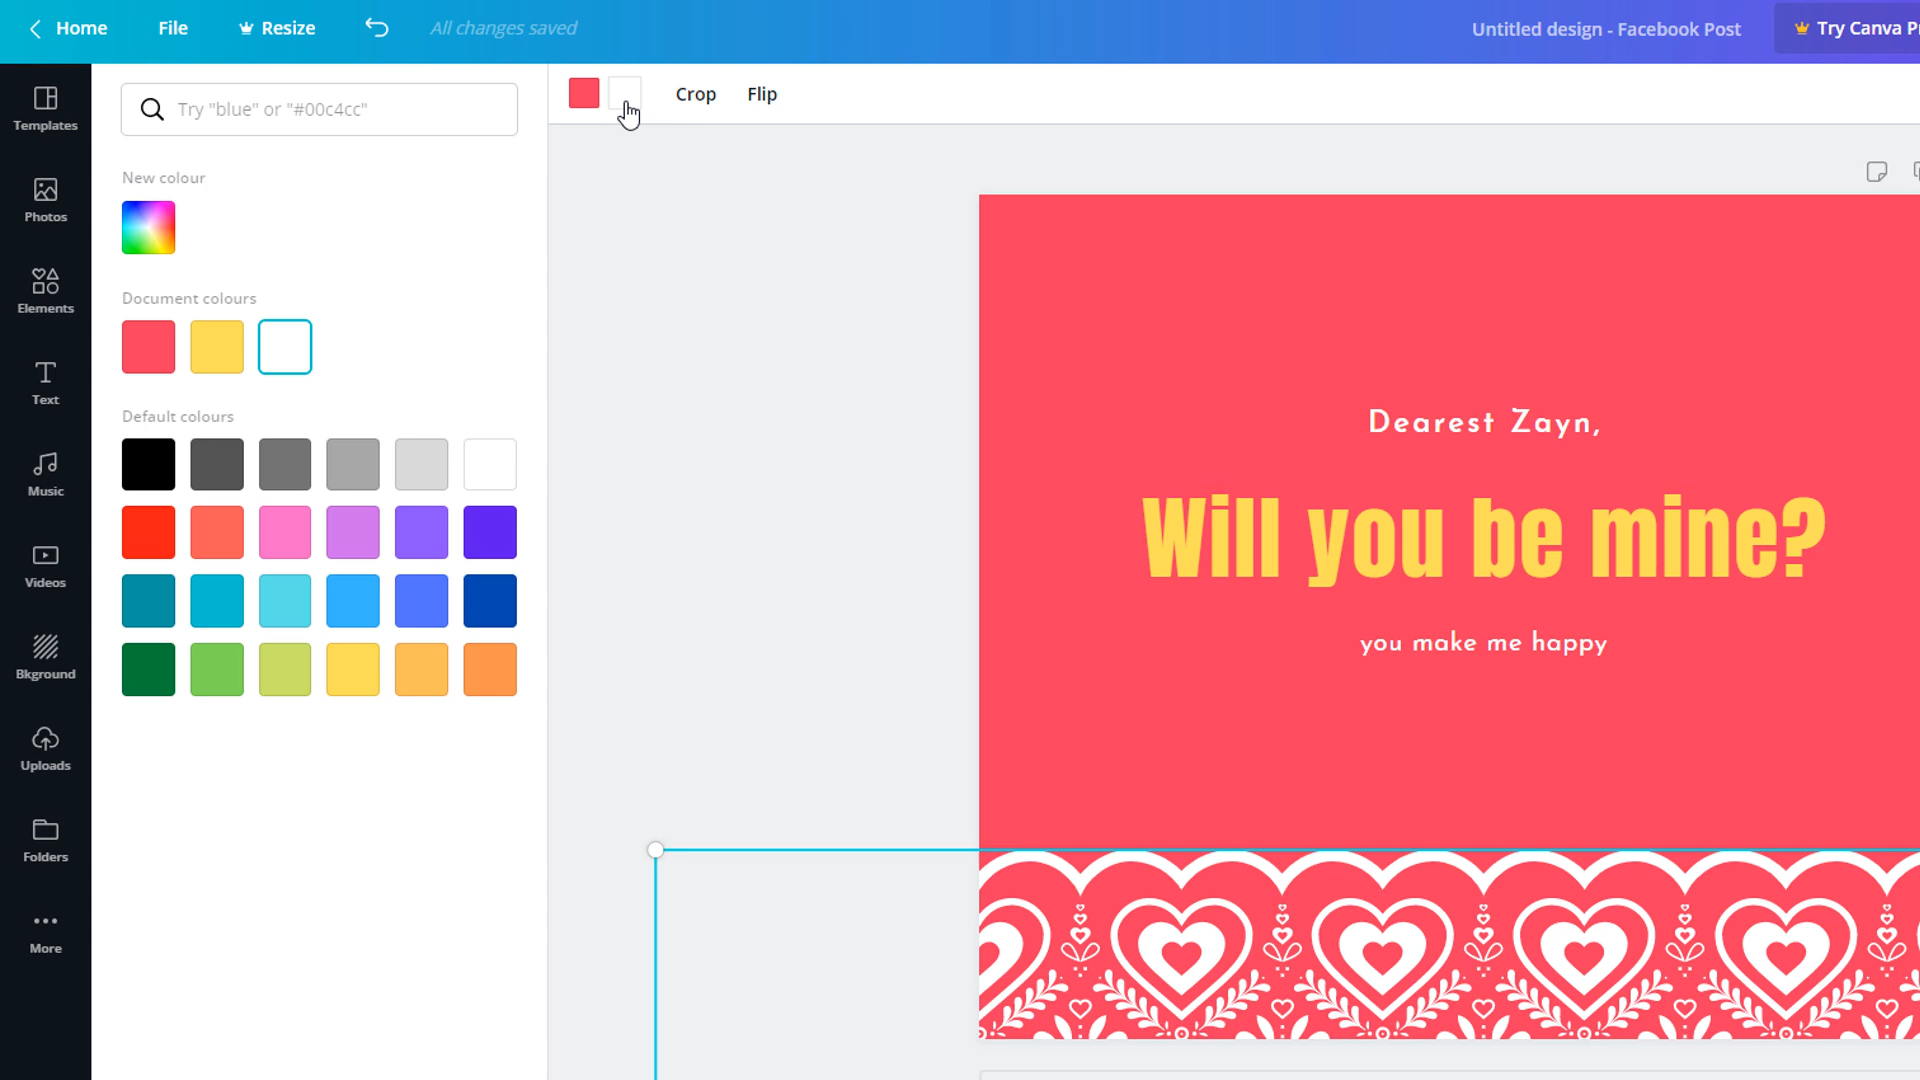 Home
File
Resize
All changes saved
Untitled design - Facebook Post
Try Canva
Templates
Photos
Elements
Text
Music
Videos
Bkground
Uploads
Folders
More
Try "blue" or "#00c4cc"
New colour
Document colours
Default colours
Crop
Flip
Dearest Zayn,
Will you be mine?
you make me happy